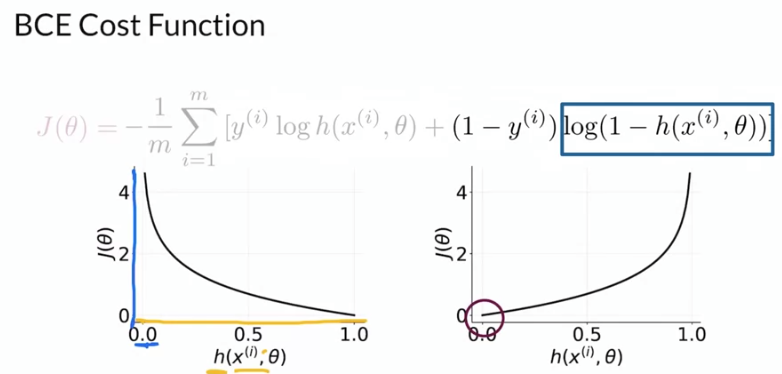 BCE Cost Function
J(θ) = −1/m ∑_{i=1}^{m} [y^{(i)} log h(x^{(i)}, θ) + (1 − y^{(i)}) log(1 − h(x^{(i)}, θ))]
4 4
J(θ) 2 J(θ) 2
0 0
0.0 0.5 1.0 0.0 0.5 1.0
h(x^{(i)}, θ) h(x^{(i)}, θ)